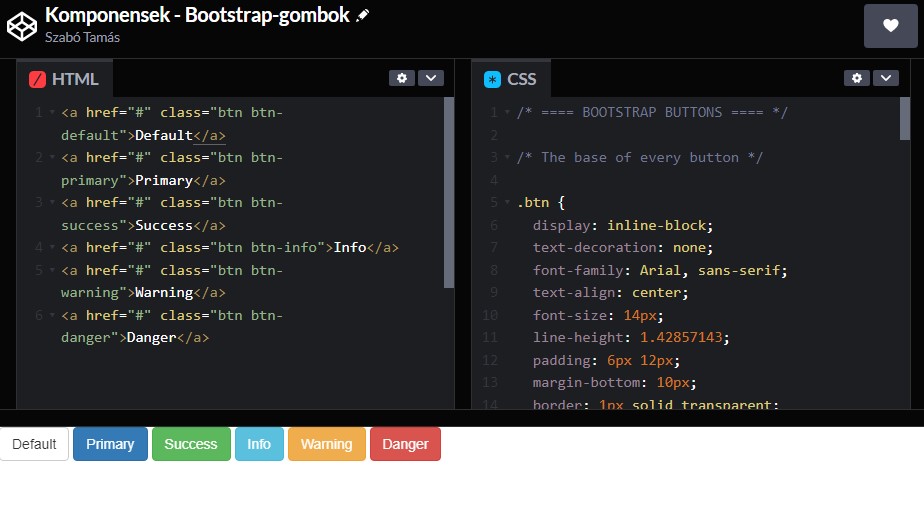 Komponensek - Bootstrap-gombok
Szabó Tamás
HTML
1 <a href="#" class="btn btn-
default">Default</a>
2 <a href="#" class="btn btn-
primary">Primary</a>
3 <a href="#" class="btn btn-
success">Success</a>
4 <a href="#" class="btn btn-info">Info</a>
5 <a href="#" class="btn btn-
warning">Warning</a>
6 <a href="#" class="btn btn-
danger">Danger</a>
CSS
1 /* ==== BOOTSTRAP BUTTONS ==== */
2
3 /* The base of every button */
4
5 .btn {
6 display: inline-block;
7 text-decoration: none;
8 font-family: Arial, sans-serif;
9 text-align: center;
10 font-size: 14px;
11 line-height: 1.42857143;
12 padding: 6px 12px;
13 margin-bottom: 10px;
14 border: 1px solid transparent;
Default Primary Success Info Warning Danger